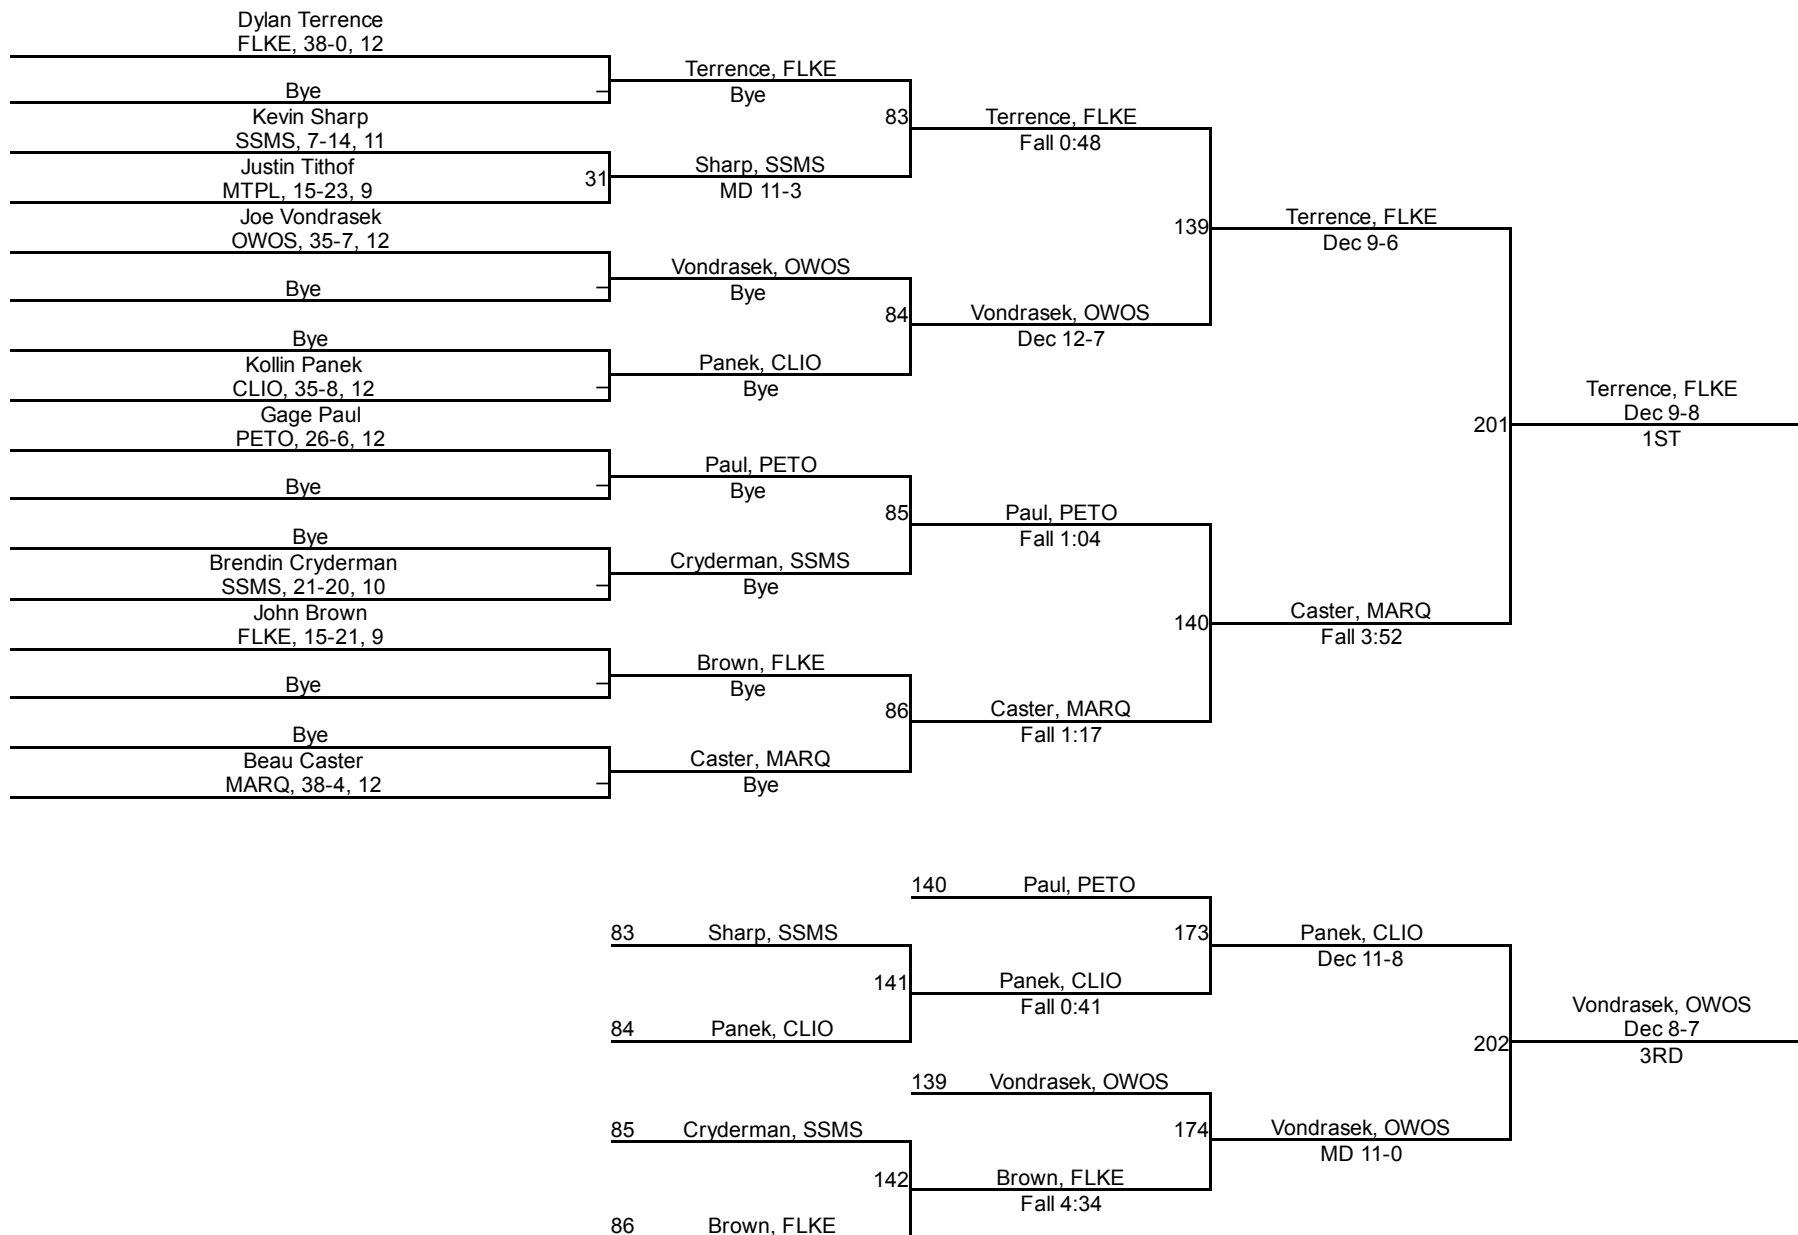 Dylan Terrence
FLKE, 38-0, 12
Bye
Kevin Sharp
SSMS, 7-14, 11
Justin Tithof
MTPL, 15-23, 9
31
Joe Vondrasek
OWOS, 35-7, 12
Bye
Bye
Kollin Panek
CLIO, 35-8, 12
Gage Paul
PETO, 26-6, 12
Bye
Bye
Brendin Cryderman
SSMS, 21-20, 10
John Brown
FLKE, 15-21, 9
Bye
Bye
Beau Caster
MARQ, 38-4, 12
Terrence, FLKE
Bye
83
Sharp, SSMS
MD 11-3
Vondrasek, OWOS
Bye
84
Panek, CLIO
Bye
Paul, PETO
Bye
85
Cryderman, SSMS
Bye
Brown, FLKE
Bye
86
Caster, MARQ
Bye
Terrence, FLKE
Fall 0:48
139
Vondrasek, OWOS
Dec 12-7
Paul, PETO
Fall 1:04
140
Caster, MARQ
Fall 1:17
Terrence, FLKE
Dec 9-6
201
Caster, MARQ
Fall 3:52
Terrence, FLKE
Dec 9-8
1ST
83 Sharp, SSMS
141
84 Panek, CLIO
85 Cryderman, SSMS
142
86 Brown, FLKE
140 Paul, PETO
173
Panek, CLIO
Fall 0:41
139 Vondrasek, OWOS
174
Brown, FLKE
Fall 4:34
Panek, CLIO
Dec 11-8
202
Vondrasek, OWOS
MD 11-0
Vondrasek, OWOS
Dec 8-7
3RD